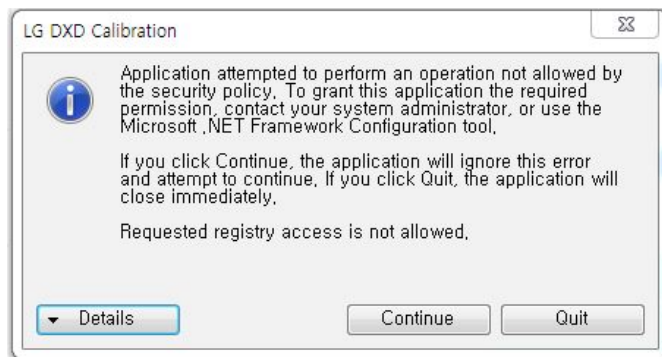 LG DXD Calibration
Application attempted to perform an operation not allowed by
the security policy, To grant this application the required
permission, contact your system administrator, or use the
Microsoft ,NET Framework Configuration tool,
If you click Continue, the application will ignore this error
and attempt to continue, If you click Quit, the application will
close immediately,
Requested registry access is not allowed,
Details
Continue
Quit